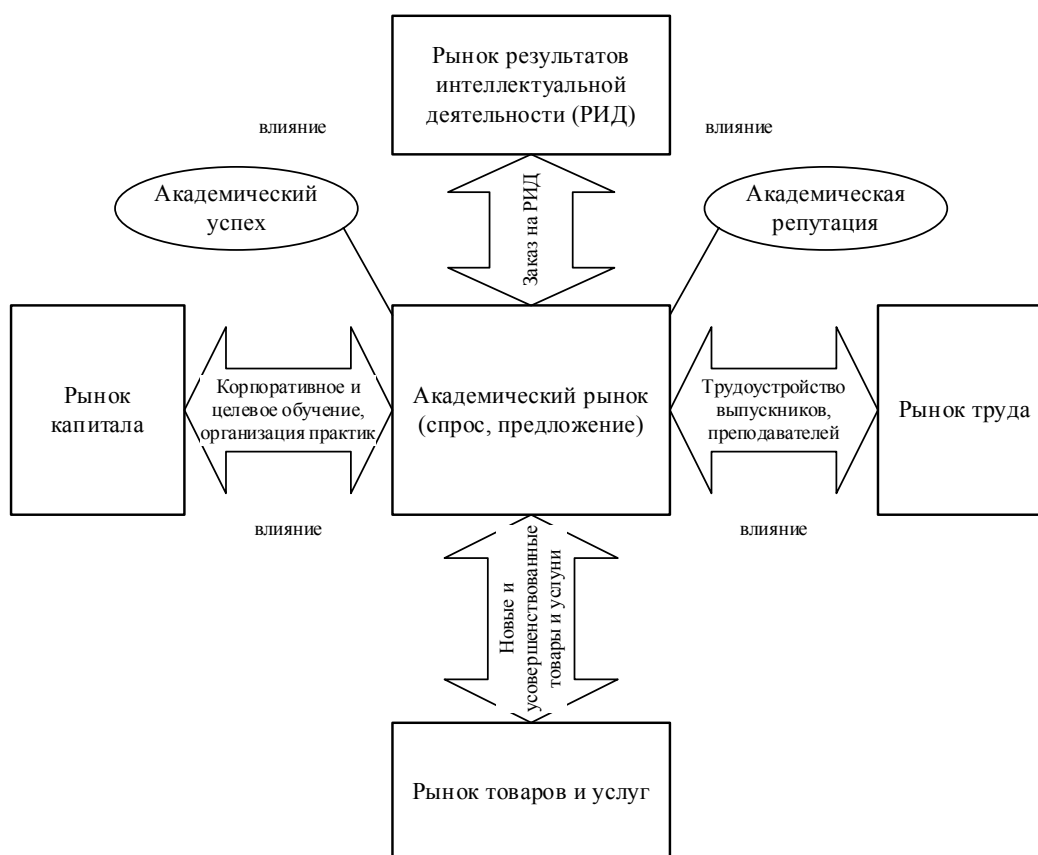 Рынок результатов
интеллектуальной
деятельности (РИД)
влияние
влияние
Академический
успех
Академическая
репутация
Заказ на РИД
Рынок
капитала
Корпоративное и
целевое обучение,
организация практик
Академический рынок
(спрос, предложение)
Трудоустройство
выпускников,
преподавателей
Рынок труда
влияние
влияние
Новые и
усовершенствованные
товары и услуни
Рынок товаров и услуг